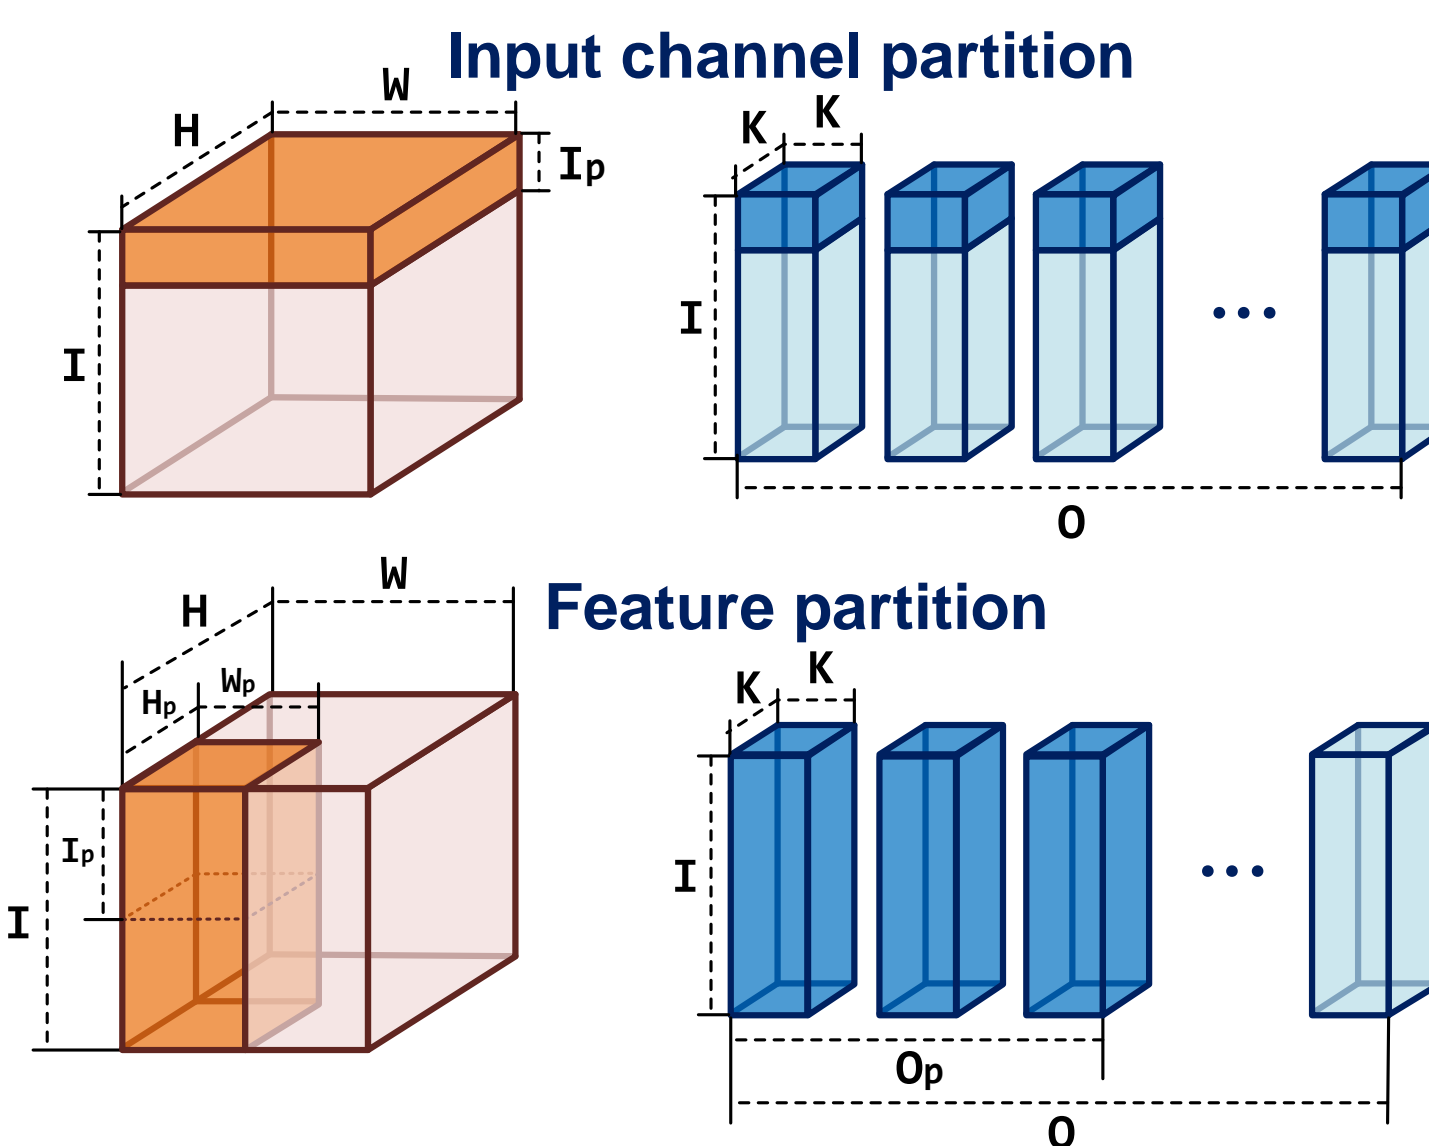 Input channel partition
W
H
Ip
I
K
K
I
O
Feature partition
W
H
Wp
Hp
Ip
I
K
K
I
Op
O